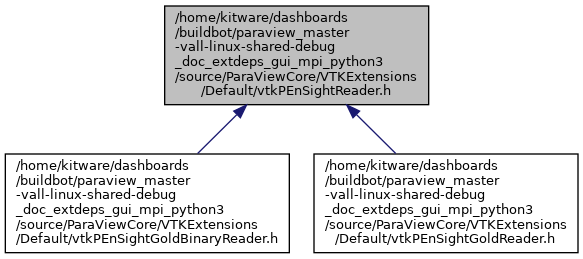 /home/kitware/dashboards
/buildbot/paraview_master
-vall-linux-shared-debug
_doc_extdeps_gui_mpi_python3
/source/ParaViewCore/VTKExtensions
/Default/vtkPEnSightReader.h
/home/kitware/dashboards
/buildbot/paraview_master
-vall-linux-shared-debug
_doc_extdeps_gui_mpi_python3
/source/ParaViewCore/VTKExtensions
/Default/vtkPEnSightGoldBinaryReader.h
/home/kitware/dashboards
/buildbot/paraview_master
-vall-linux-shared-debug
_doc_extdeps_gui_mpi_python3
/source/ParaViewCore/VTKExtensions
/Default/vtkPEnSightGoldReader.h